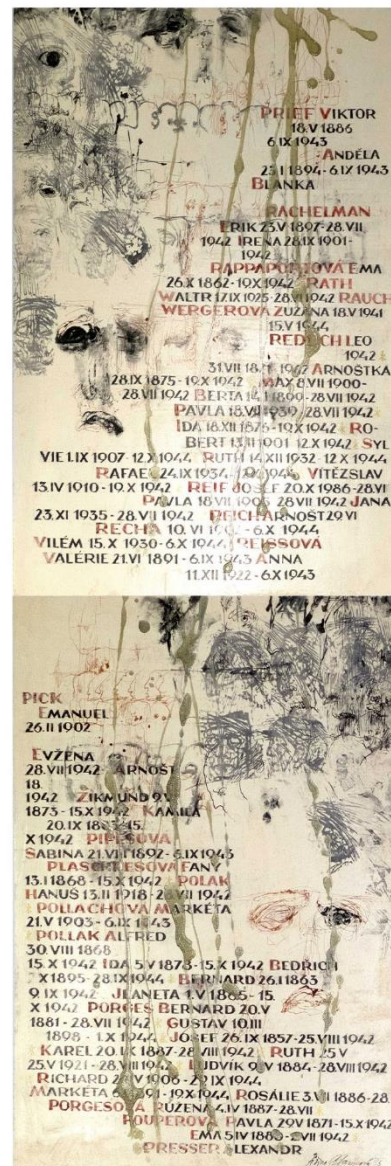 PRIEF VIKTOR
18.V 1886
6.IX 1943
ANDĚLA
23.I 1894-6.IX 1943
BLANKA
RACHELMAN
ERIK 23.V 1897-28.VII
1942 IRENA 28.IX 1901-
1942
RAPPAPORTOVÁ EMA
26.X 1862-19.X 1942 RATH
WALTR 17.IX 1925-28.VII 1942 RAUCH
WERGEROVÁ ZUZANA 18.V 1941
15.V 1944
REDLICH LEO
1942
31.VII 1942 ARNOŠTKA
28.IX 1875-19.X 1942 MAX 8.VII 1900-
28.VII 1942 BERTA 1899-28.VII 1942
PAVLA 18.VII 1939-28.VII 1942
IDA 18.XII 1876-19.X 1942 RO-
BERT 1901 12.X 1942 SYL
VIE 1.IX 1907-12.X 1944 RUTH 14.XII 1932-12.X 1944
RAFAEL 24.IX 1934 1944 VÍTĚZSLAV
13.IV 1910-19.X 1942 REIF JOSEF 20.X 1986-28.VI
PAVLA 18.VII 28.VII 1942 JANA
23.XI 1935-28.VII 1942 REICH ARNOŠT 29.VI
RECHA 10.VI -6.X 1944
VILÉM 15.X 1930-6.X 1944 REISSOVÁ
VALÉRIE 21.VI 1891-6.IX 1943 ANNA
11.XII 1922-6.X 1943
PICK
EMANUEL
26.II 1902
EVŽENA
28.VII 1942-ARNOŠT
18.
1942 ZIKMUND
1873-15.X 1942 KAMILA
20.IX 15.
X 1942 PIPESOVÁ
SABINA 21.VII 1892-6.IX 1943
PLASCHKESOVÁ FANY
13.I 1868-15.X 1942 POLAK
HANUŠ 13.II 1918-28.VII 1942
POLLACHOVÁ MARKÉTA
21.V 1903-6.IX 1943
POLLAK ALFRED
30.VIII 1868
15.X 1942 IDA 5.V 1873-15.X 1942 BEDŘICH
X 1895-28.IX 1944 BERNARD 26.I 1863
9.IX 1942 JEANETA 1.V 1865-15.
X 1942 PORGES BERNARD 20.V
1881-28.VII 1942 GUSTAV 10.III
1898-1.X 1944 JOSEF 26.IX 1857-25.VIII 1942
KAREL 20.IX 1887-28.VIII 1942 RUTH 25.V
25.V 1921-28.VIII 1942 LUDVÍK 9.V 1884-28.VIII 1942
RICHARD 1906-29.IX 1944
MARKÉTA 1891-19.X 1944 ROSÁLIE 3.VII 1886-28.
PORGESOVÁ RŮŽENA 4.IV 1887-28.VII
POUPEROVÁ PAVLA 29.V 1871-15.X 1942
EMA 5.IV 1880-28.VII 1942
PRESSER ALEXANDR